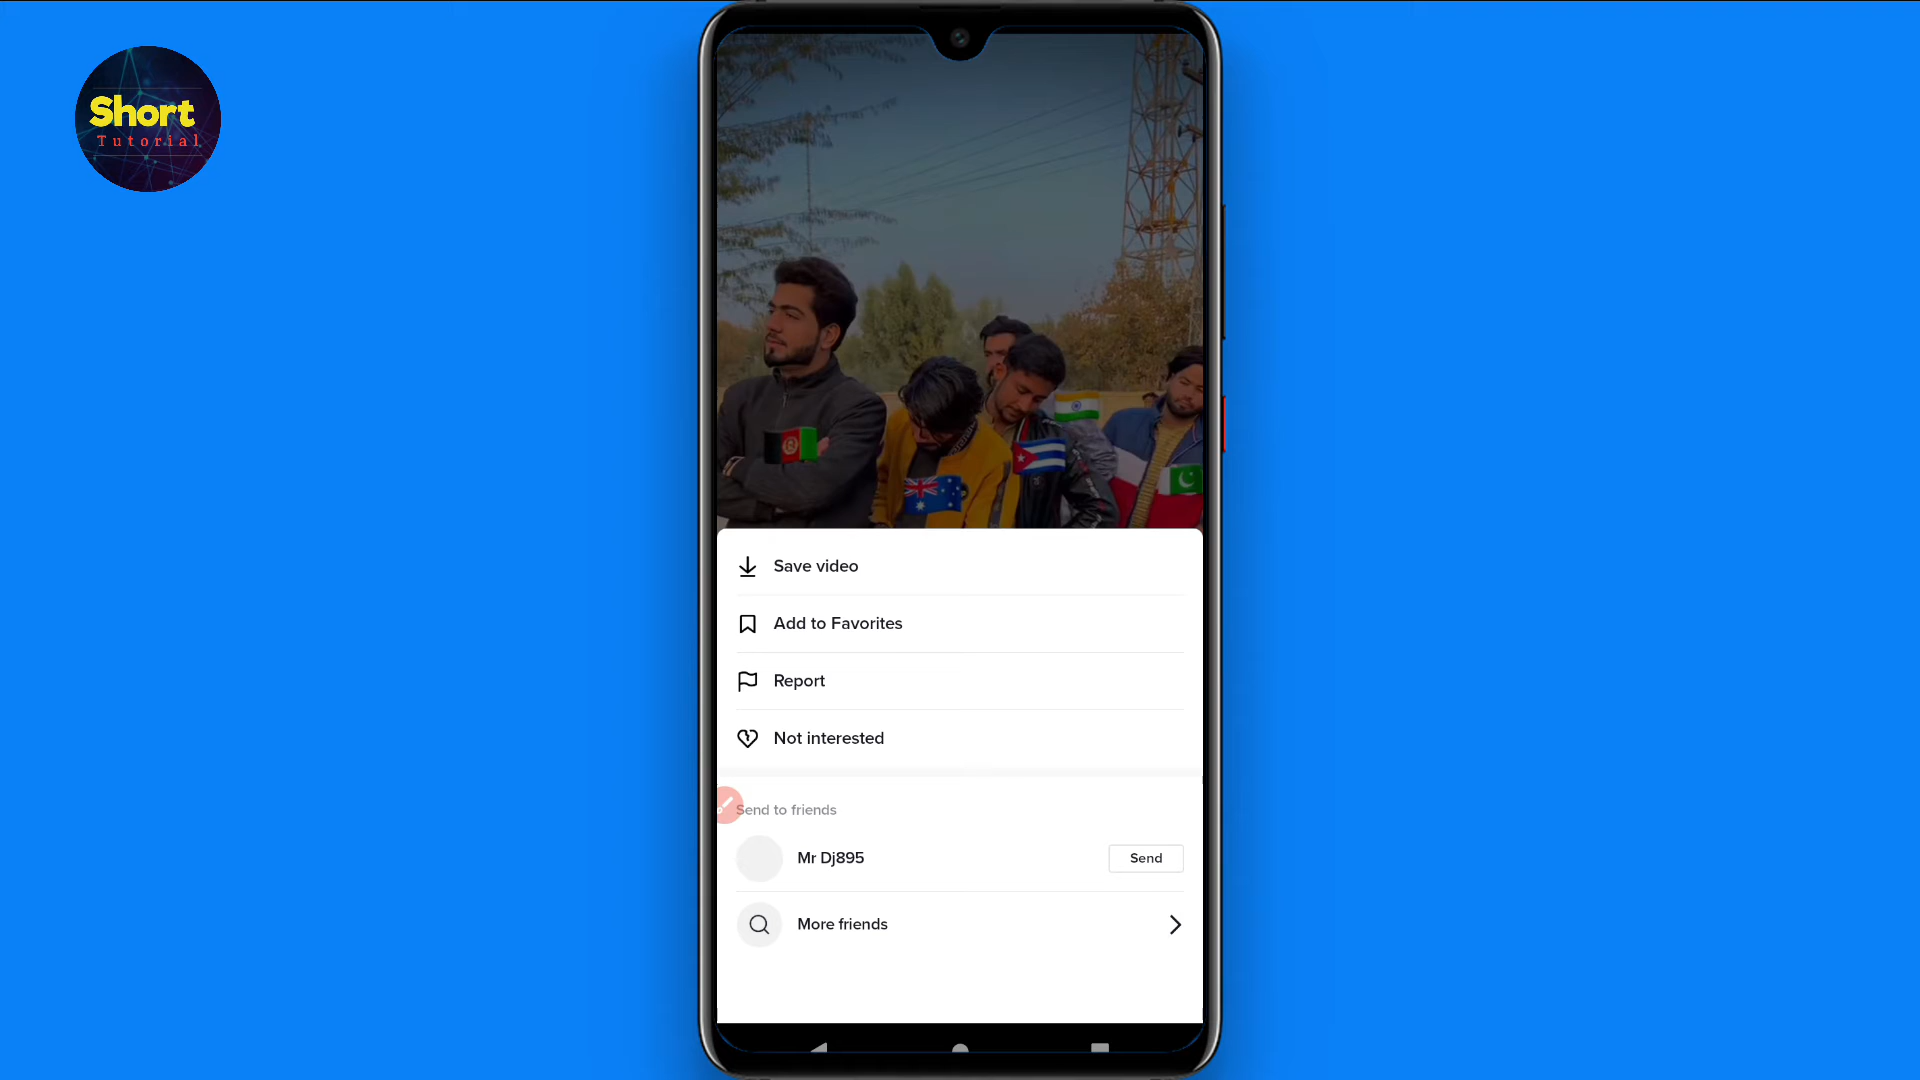 Short
Tutorial
Save video
Add to Favorites
Report
Not interested
Send to friends
Mr Dj895
Send
More friends